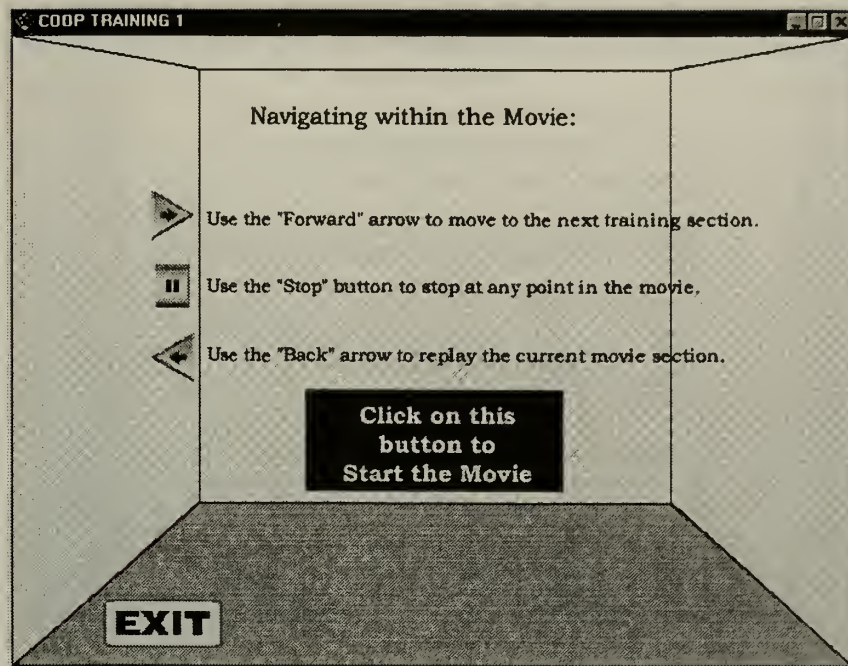 COOP TRAINING 1
Navigating within the Movie:
Use the "Forward" arrow to move to the next training section.
Use the "Stop" button to stop at any point in the movie.
Use the "Back" arrow to replay the current movie section.
Click on this
button to
Start the Movie
EXIT